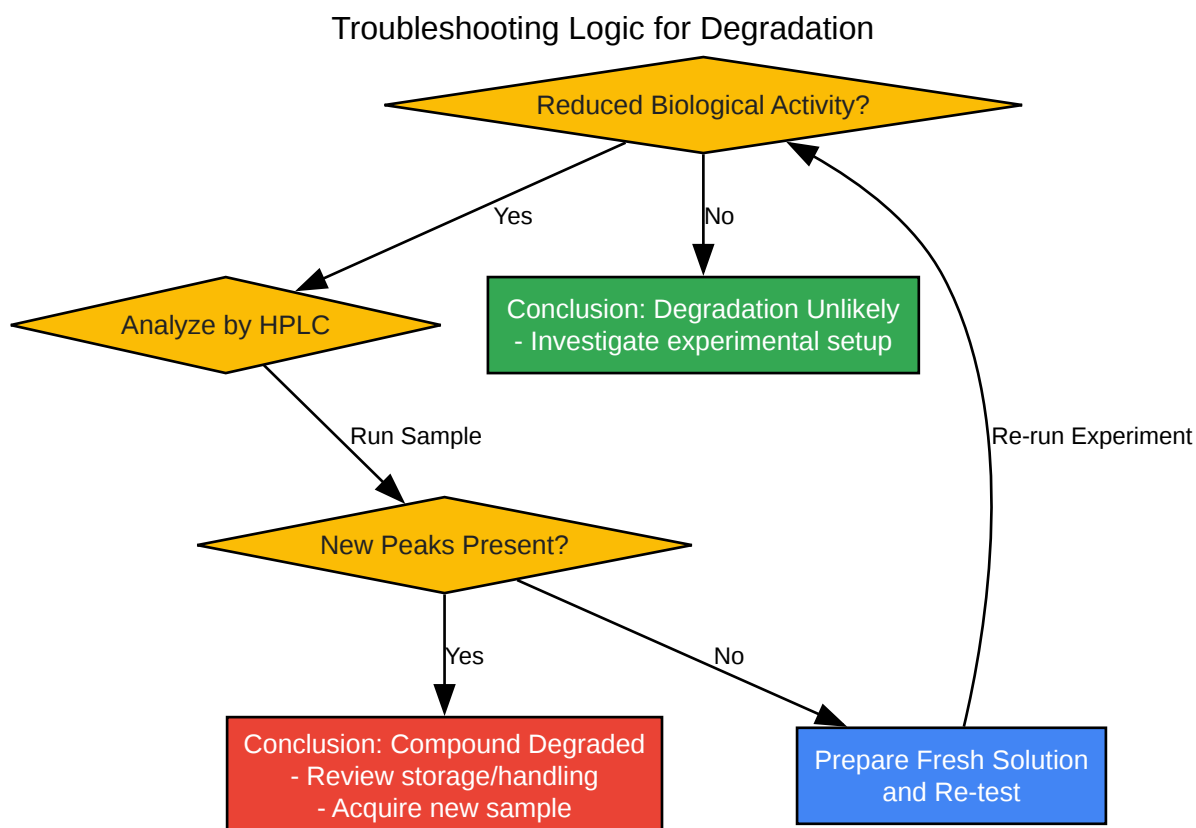 Troubleshooting Logic for Degradation
Reduced Biological Activity?
Yes
No
Analyze by HPLC
Conclusion: Degradation Unlikely
- Investigate experimental setup
Run Sample
Re-run Experiment
New Peaks Present?
Yes
No
Conclusion: Compound Degraded
- Review storage/handling
- Acquire new sample
Prepare Fresh Solution
and Re-test